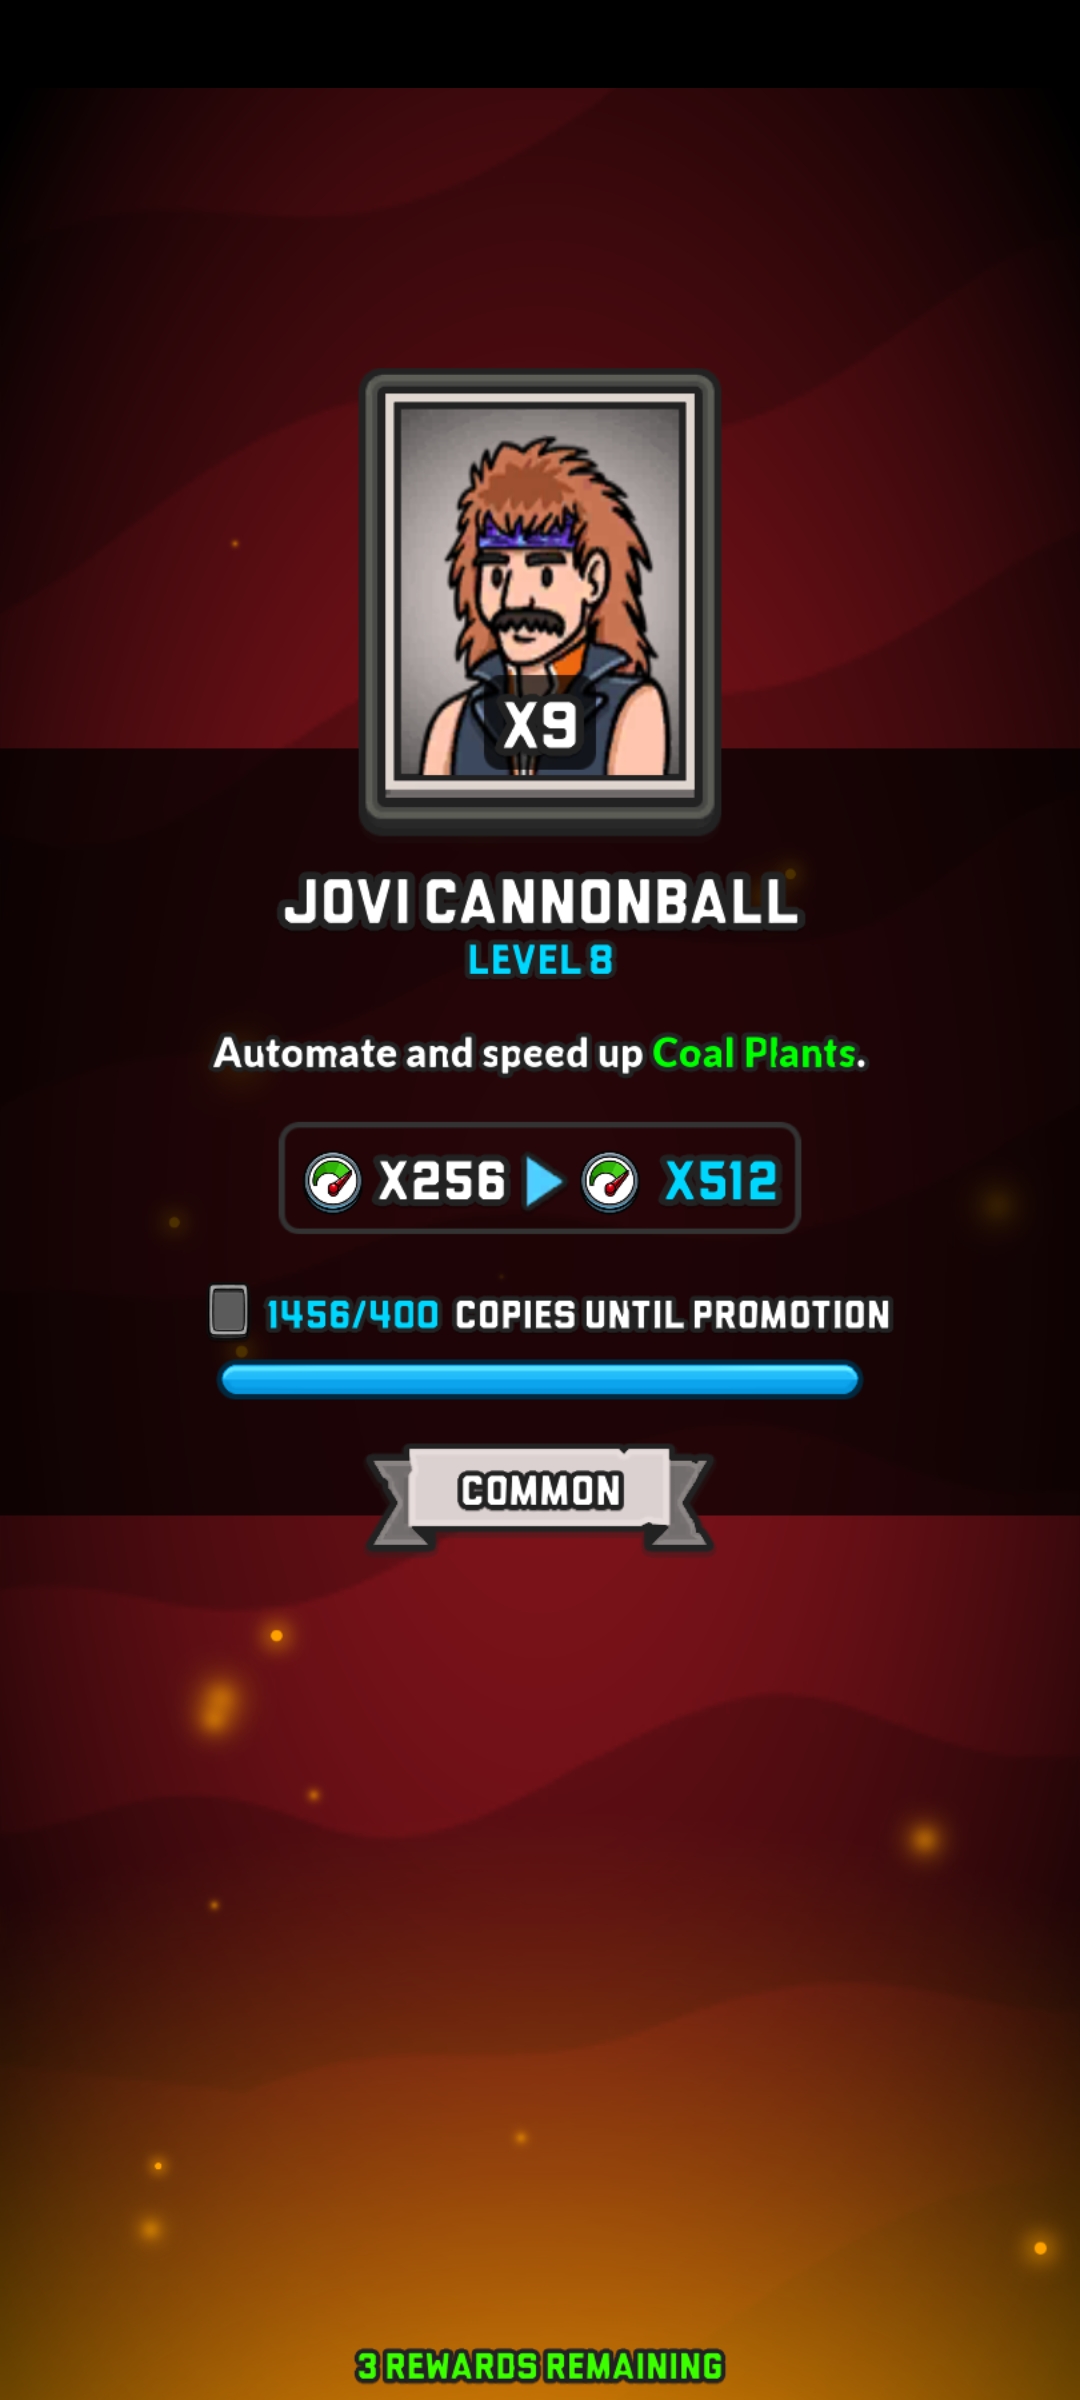 X9
JOVI CANNONBALL
LEVEL 8
Automate and speed up Coal Plants.
X256 X512
1456/400 COPIES UNTIL PROMOTION
COMMON
3 REWARDS REMAINING